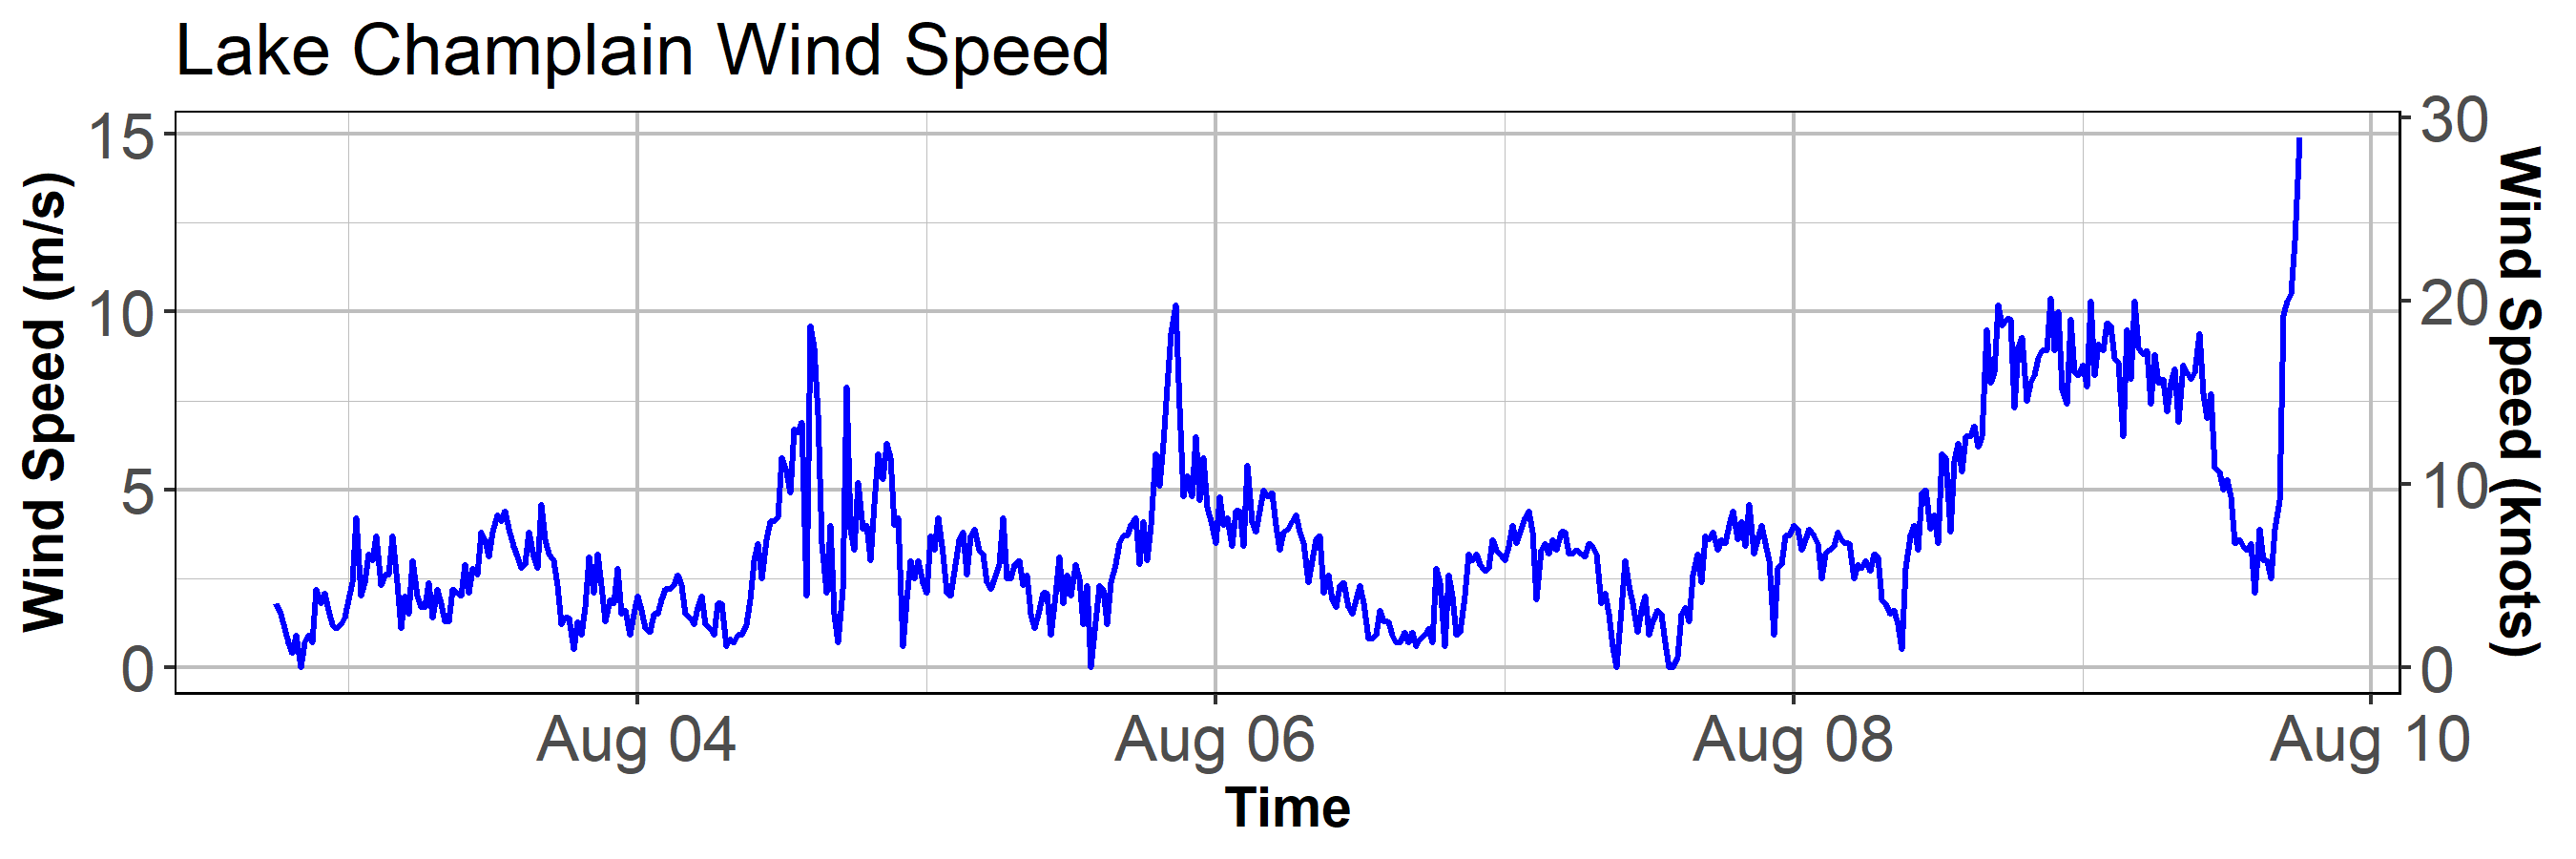 Lake Champlain Wind Speed
Wind Speed (m/s)
15
10
5
0
30
20
10
0
Wind Speed (knots)
Aug 04
Aug 06
Aug 08
Aug 10
Time